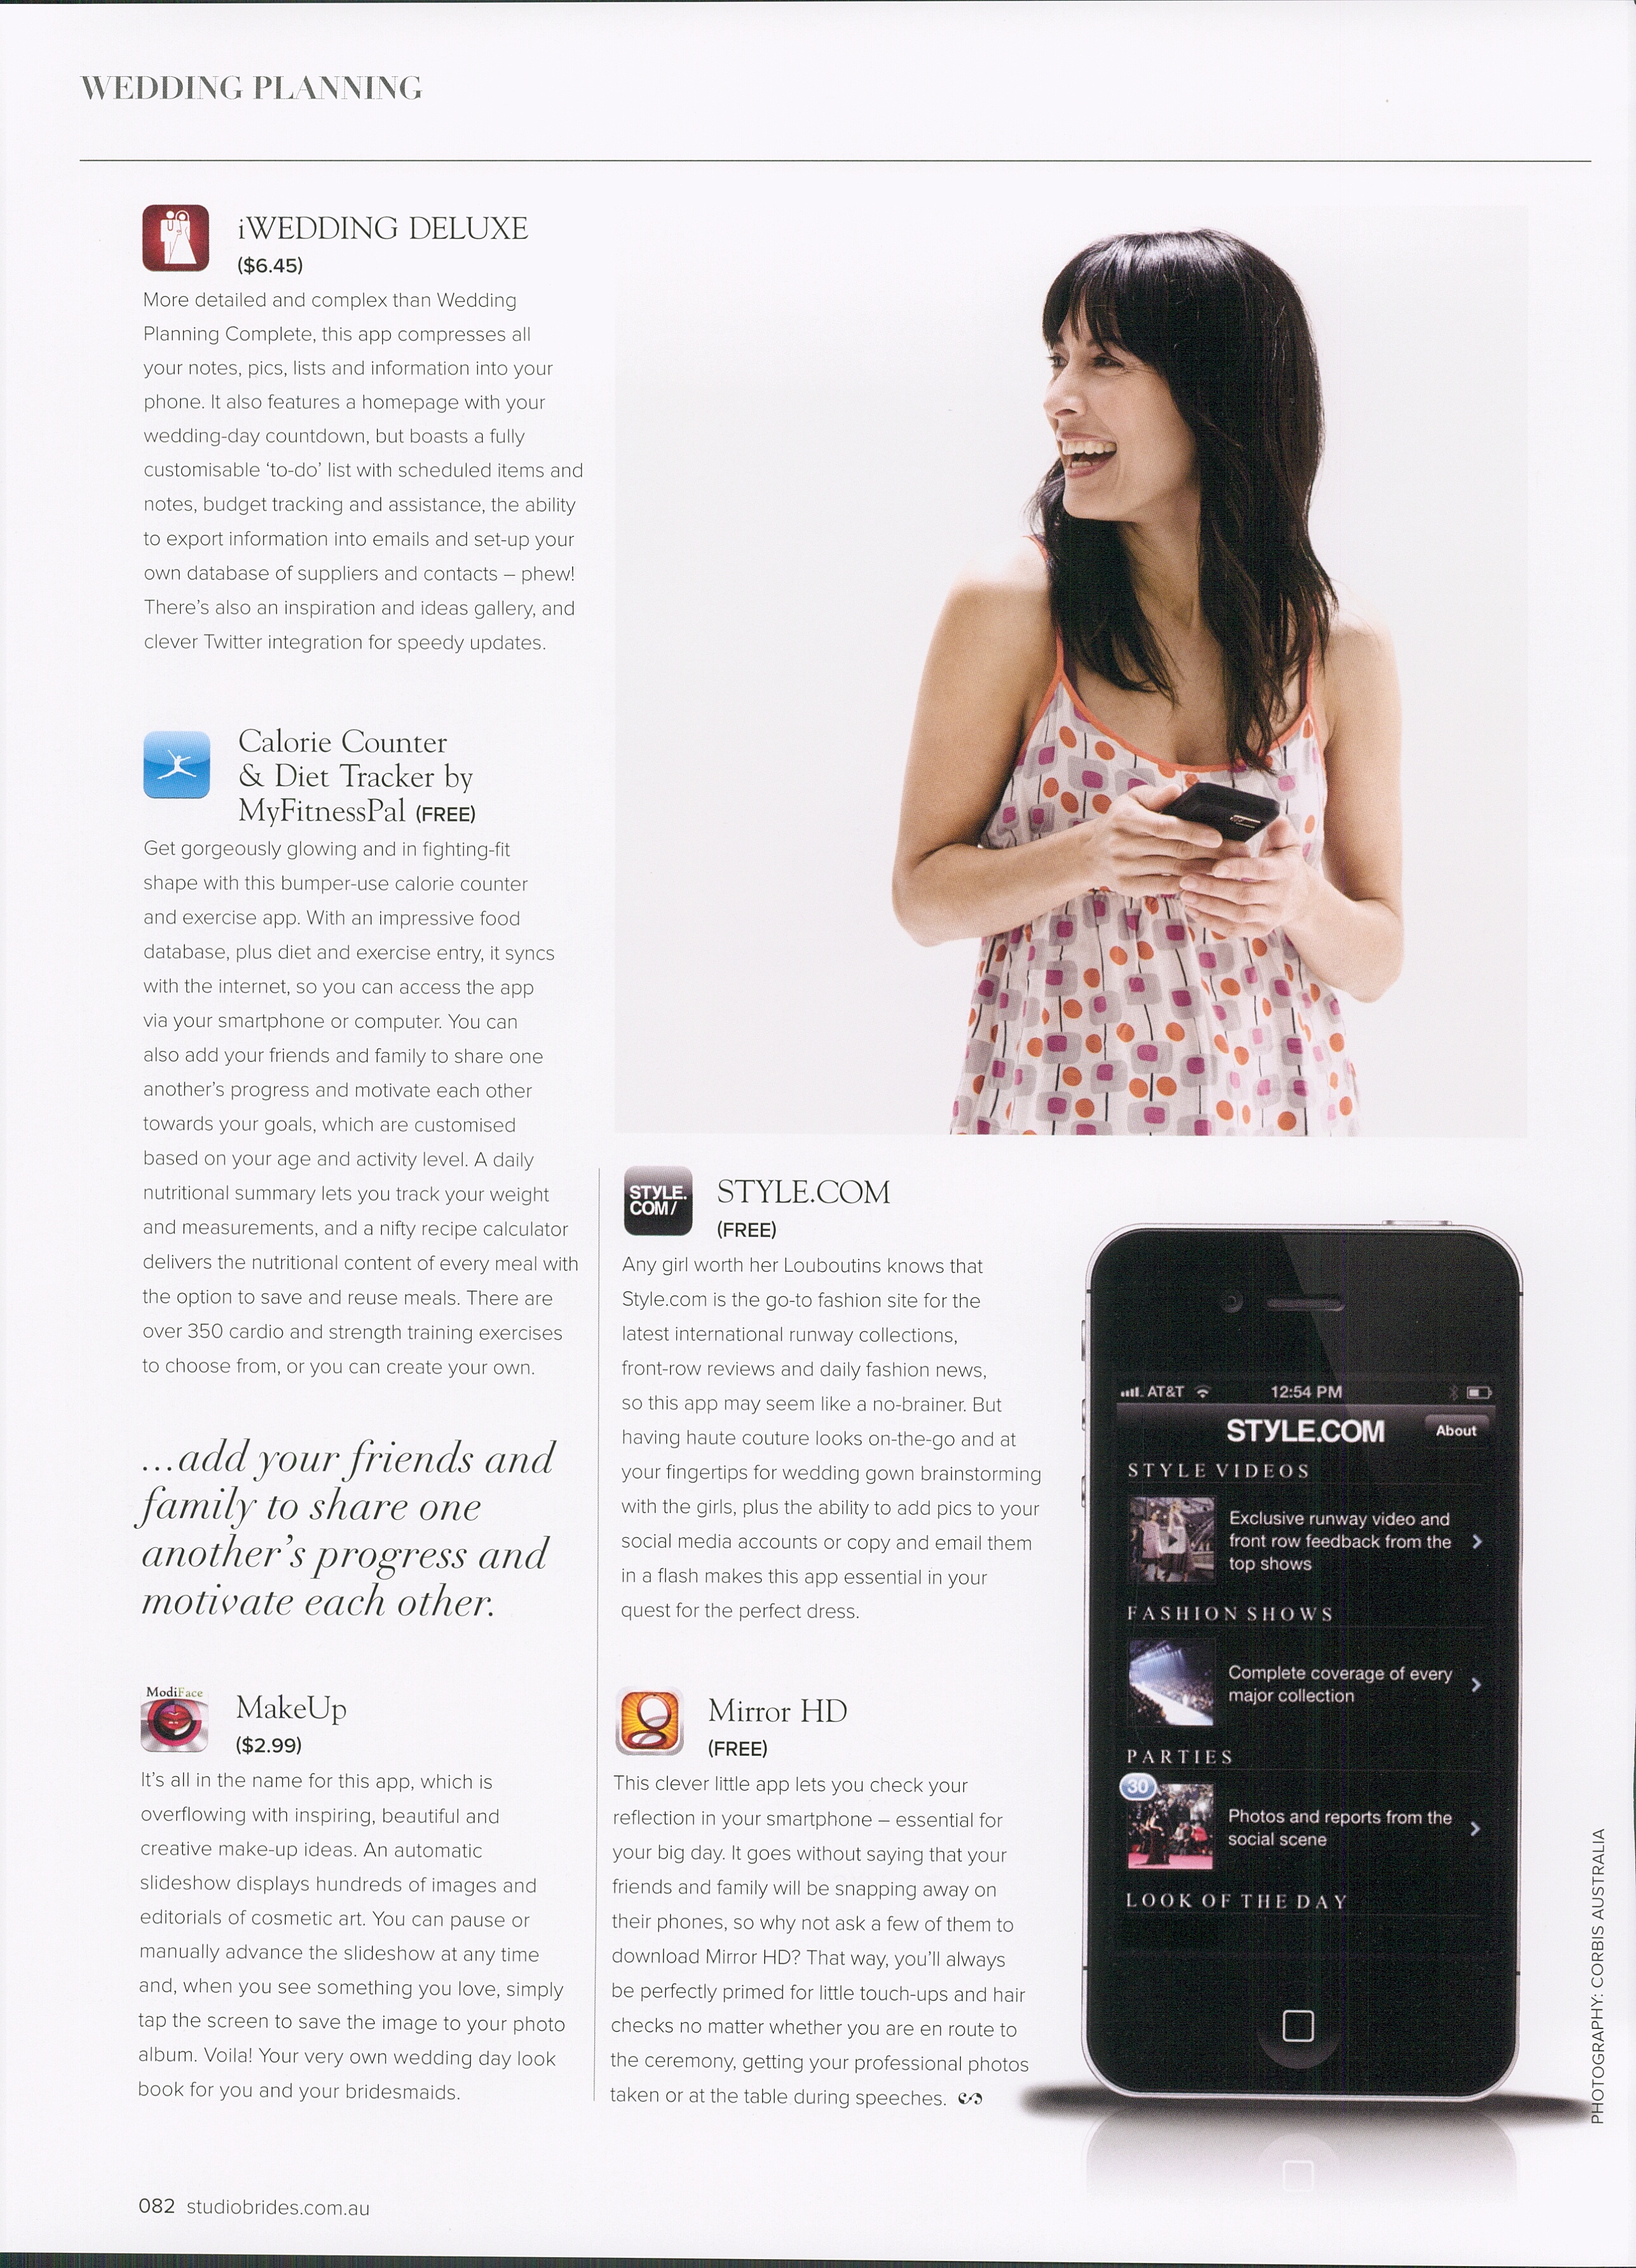 WEDDING PLANNING
iWEDDING DELUXE
($6.45)
More detailed and complex than Wedding
Planning Complete, this app compresses all
your notes, pics, lists and information into your
phone. It also features a homepage with your
wedding-day countdown, but boasts a fully
customisable ‘to-do’ list with scheduled items and
notes, budget tracking and assistance, the ability
to export information into emails and set-up your
own database of suppliers and contacts – phew!
There’s also an inspiration and ideas gallery, and
clever Twitter integration for speedy updates.
Calorie Counter
& Diet Tracker by
MyFitnessPal (FREE)
Get gorgeously glowing and in fighting-fit
shape with this bumper-use calorie counter
and exercise app. With an impressive food
database, plus diet and exercise entry, it syncs
with the internet, so you can access the app
via your smartphone or computer. You can
also add your friends and family to share one
another’s progress and motivate each other
towards your goals, which are customised
based on your age and activity level. A daily
nutritional summary lets you track your weight
and measurements, and a nifty recipe calculator
delivers the nutritional content of every meal with
the option to save and reuse meals. There are
over 350 cardio and strength training exercises
to choose from, or you can create your own.
...add your friends and
family to share one
another’s progress and
motivate each other.
ModiFace
MakeUp
($2.99)
It’s all in the name for this app, which is
overflowing with inspiring, beautiful and
creative make-up ideas. An automatic
slideshow displays hundreds of images and
editorials of cosmetic art. You can pause or
manually advance the slideshow at any time
and, when you see something you love, simply
tap the screen to save the image to your photo
album. Voila! Your very own wedding day look
book for you and your bridesmaids.
STYLE.
COM/
STYLE.COM
(FREE)
Any girl worth her Louboutins knows that
Style.com is the go-to fashion site for the
latest international runway collections,
front-row reviews and daily fashion news,
so this app may seem like a no-brainer. But
having haute couture looks on-the-go and at
your fingertips for wedding gown brainstorming
with the girls, plus the ability to add pics to your
social media accounts or copy and email them
in a flash makes this app essential in your
quest for the perfect dress.
Mirror HD
(FREE)
This clever little app lets you check your
reflection in your smartphone – essential for
your big day. It goes without saying that your
friends and family will be snapping away on
their phones, so why not ask a few of them to
download Mirror HD? That way, you’ll always
be perfectly primed for little touch-ups and hair
checks no matter whether you are en route to
the ceremony, getting your professional photos
taken or at the table during speeches.
AT&T 12:54 PM
STYLE.COM About
STYLE VIDEOS
Exclusive runway video and
front row feedback from the
top shows
FASHION SHOWS
Complete coverage of every
major collection
PARTIES
30
Photos and reports from the
social scene
LOOK OF THE DAY
PHOTOGRAPHY: CORBIS AUSTRALIA
082 studiobrides.com.au